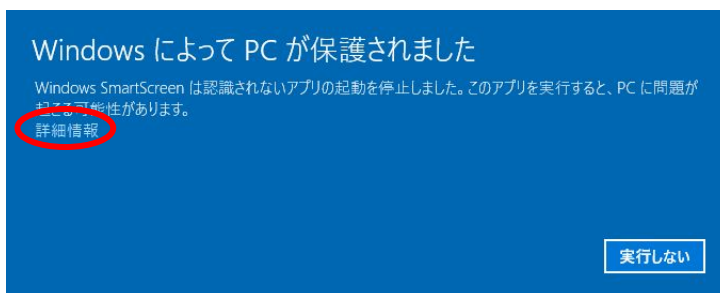 Windows によって PC が保護されました
Windows SmartScreen は認識されないアプリの起動を停止しました。このアプリを実行すると、PC に問題が
起こる可能性があります。
詳細情報
実行しない